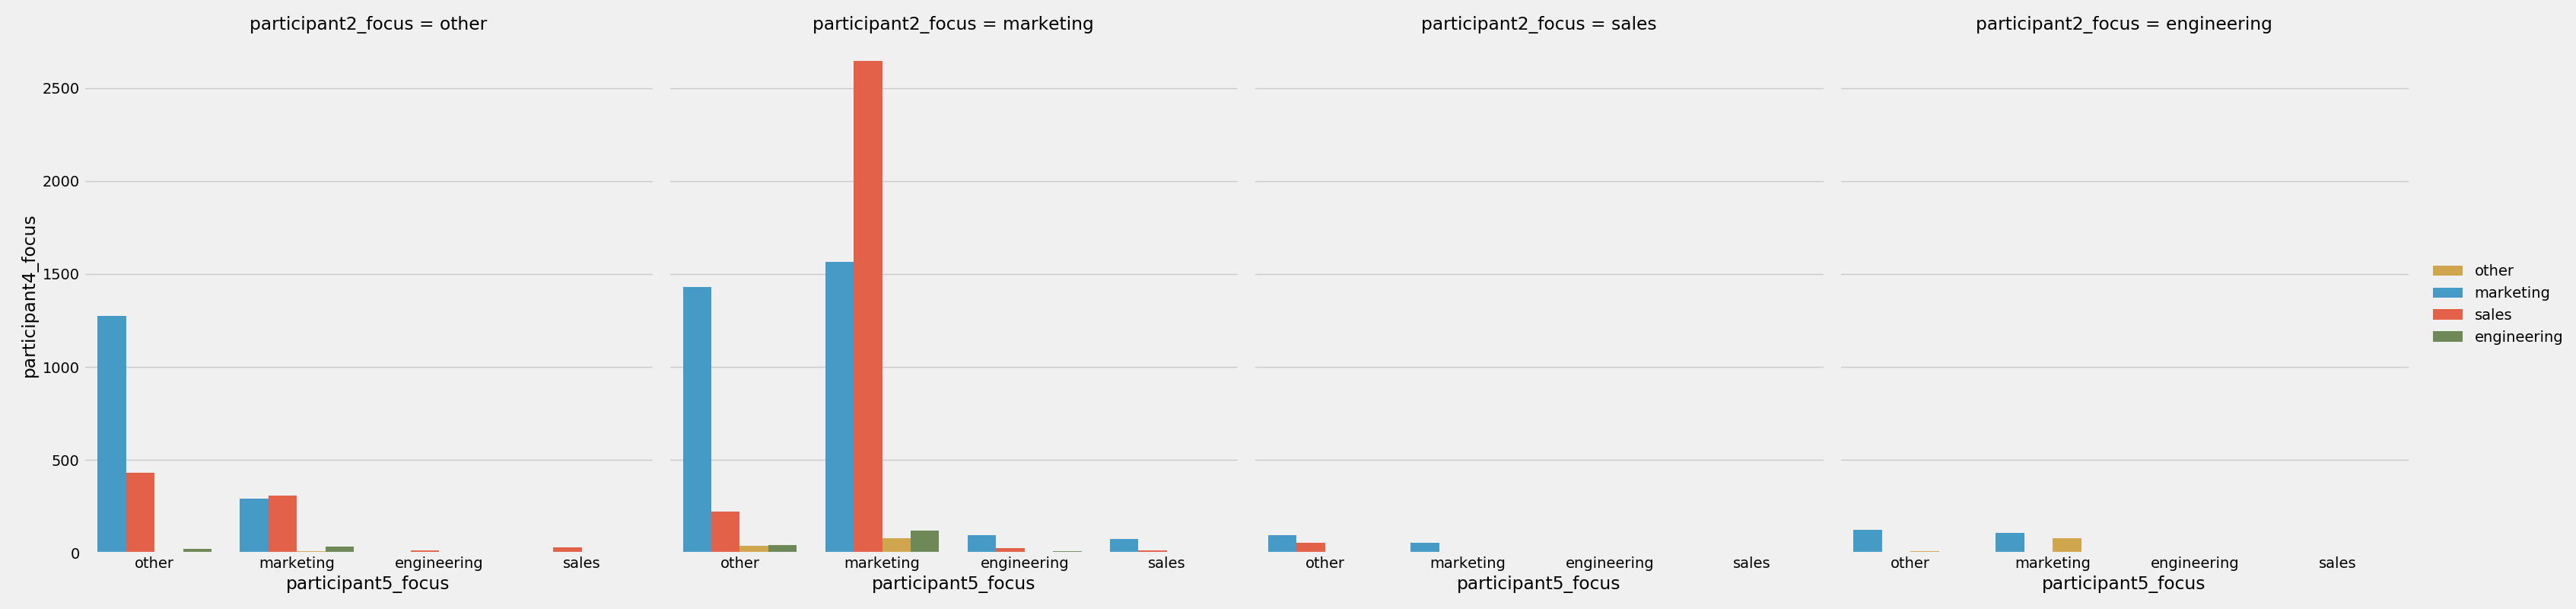 participant2_focus = other
participant2_focus = marketing
participant2_focus = sales
participant2_focus = engineering
participant4_focus
2500
2000
1500
1000
500
0
other marketing engineering sales
participant5_focus
other marketing engineering sales
participant5_focus
other marketing engineering sales
participant5_focus
other marketing engineering sales
participant5_focus
other
marketing
sales
engineering